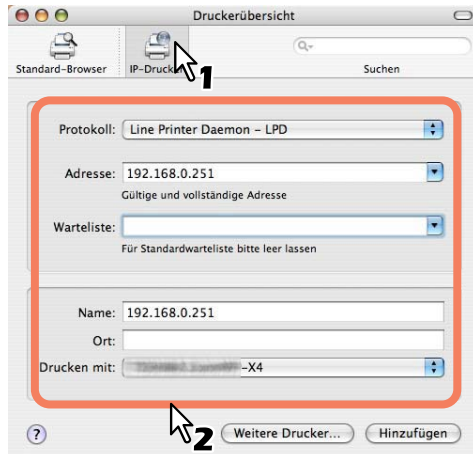 Druckerübersicht
Standard-Browser
IP-Drucker
Suchen
1
Protokoll: Line Printer Daemon – LPD
Adresse: 192.168.0.251
Gültige und vollständige Adresse
Warteliste:
Für Standardwarteliste bitte leer lassen
Name: 192.168.0.251
Ort:
Drucken mit: -X4
2
? Weitere Drucker... Hinzufügen